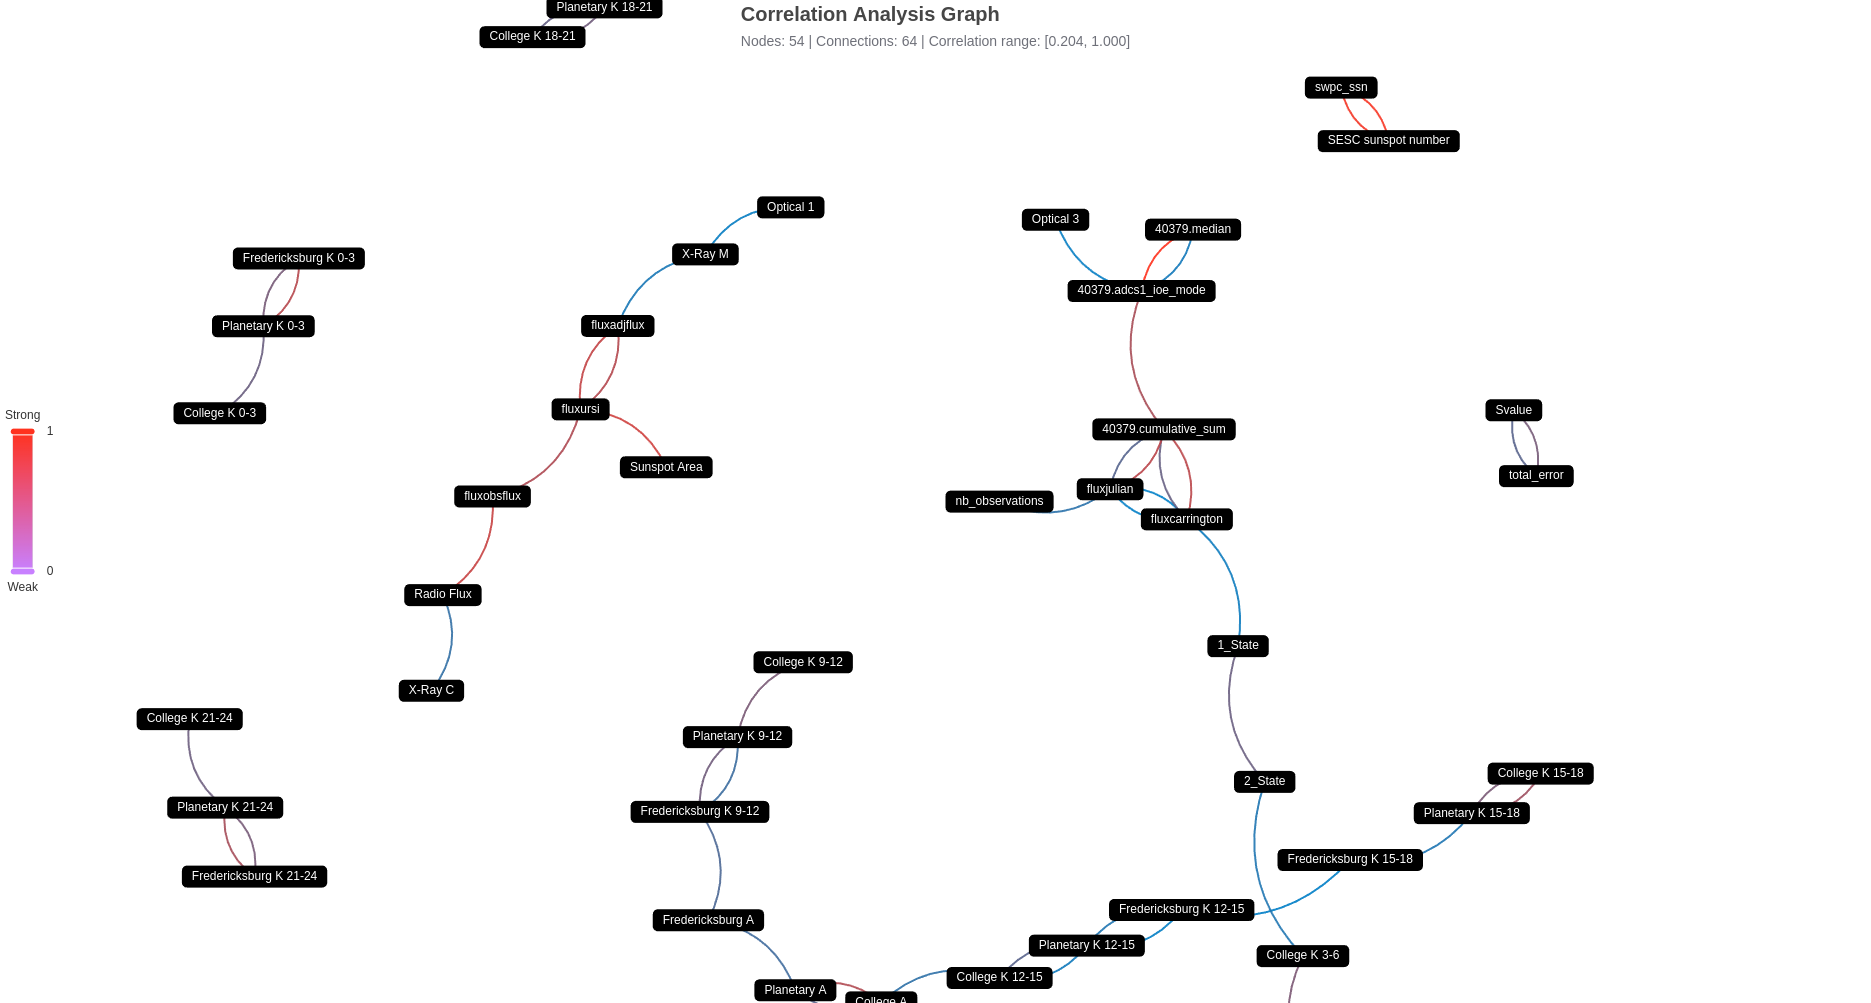 Planetary K 18-21
College K 18-21
Correlation Analysis Graph
Nodes: 54 | Connections: 64 | Correlation range: [0.204, 1.000]
swpc_ssn
SESC sunspot number
Optical 1
X-Ray M
Optical 3
40379.median
Fredericksburg K 0-3
40379.adcs1_ioe_mode
Planetary K 0-3
fluxadjflux
College K 0-3
fluxursi
Sunspot Area
40379.cumulative_sum
Svalue
total_error
fluxobsflux
nb_observations
fluxjulian
fluxcarrington
Strong
1
0
Weak
Radio Flux
1_State
College K 9-12
X-Ray C
College K 21-24
Planetary K 9-12
2_State
College K 15-18
Planetary K 21-24
Fredericksburg K 9-12
Planetary K 15-18
Fredericksburg K 15-18
Fredericksburg K 21-24
Fredericksburg A
Fredericksburg K 12-15
Planetary K 12-15
College K 3-6
College K 12-15
Planetary A
College A